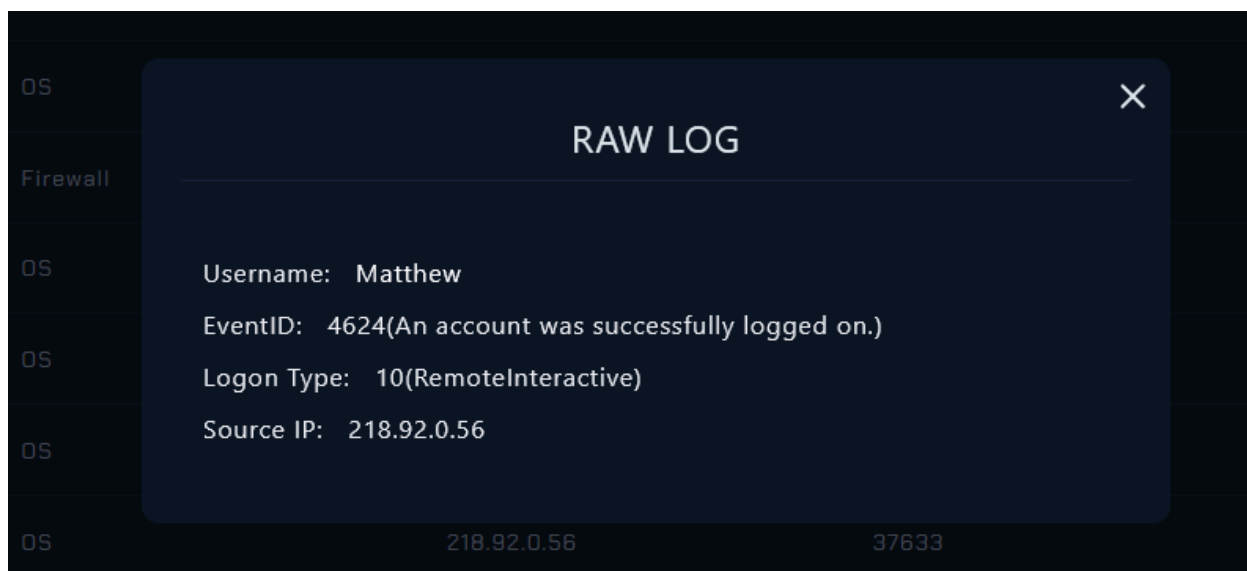 OS
RAW LOG
Firewall
OS
Username: Matthew
EventID: 4624(An account was successfully logged on.)
OS
Logon Type: 10(RemoteInteractive)
Source IP: 218.92.0.56
OS
OS 218.92.0.56 37633